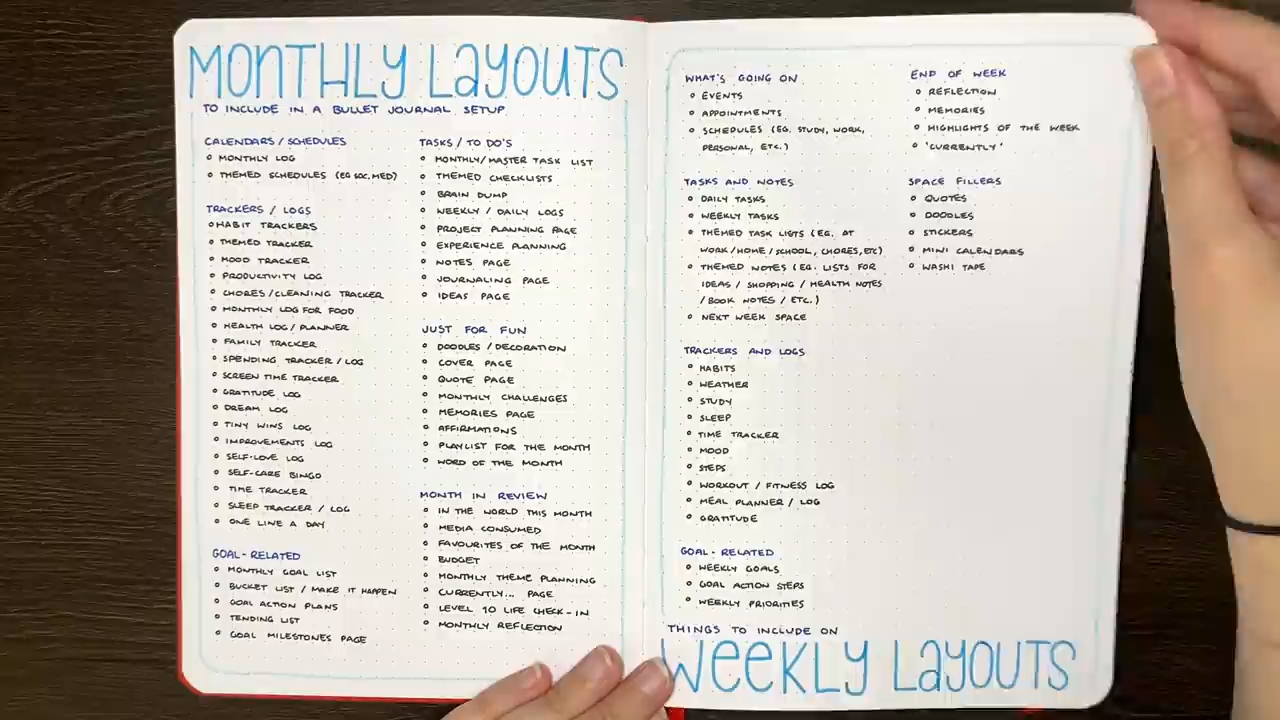 MONTHLY LAYOUTS
TO INCLUDE IN A BULLET JOURNAL SETUP
CALENDARS / SCHEDULES
MONTHLY LOG
THEMED SCHEDULES (EG SOC. MED)
TRACKERS / LOGS
HABIT TRACKERS
THEMED TRACKER
MOOD TRACKER
PRODUCTIVITY LOG
CHORES / CLEANING TRACKER
MONTHLY LOG FOR FOOD
HEALTH LOG / PLANNER
FAMILY TRACKER
SPENDING TRACKER / LOG
SCREEN TIME TRACKER
GRATITUDE LOG
DREAM LOG
TINY WINS LOG
IMPROVEMENTS LOG
SELF-LOVE LOG
SELF-CARE BINGO
TIME TRACKER
SLEEP TRACKER / LOG
ONE LINE A DAY
GOAL-RELATED
MONTHLY GOAL LIST
BUCKET LIST / MAKE IT HAPPEN
GOAL ACTION PLANS
TENDING LIST
GOAL MILESTONES PAGE
TASKS / TO DO'S
MONTHLY / MASTER TASK LIST
THEMED CHECKLISTS
BRAIN DUMP
WEEKLY / DAILY LOGS
PROJECT PLANNING PAGE
EXPERIENCE PLANNING
NOTES PAGE
JOURNALING PAGE
IDEAS PAGE
JUST FOR FUN
DOODLES / DECORATION
COVER PAGE
QUOTE PAGE
MONTHLY CHALLENGES
MEMORIES PAGE
AFFIRMATIONS
PLAYLIST FOR THE MONTH
WORD OF THE MONTH
MONTH IN REVIEW
IN THE WORLD THIS MONTH
MEDIA CONSUMED
FAVOURITES OF THE MONTH
BUDGET
MONTHLY THEME PLANNING
CURRENTLY... PAGE
LEVEL 10 LIFE CHECK-IN
MONTHLY REFLECTION
WHAT'S GOING ON
EVENTS
APPOINTMENTS
SCHEDULES (EG. STUDY, WORK,
PERSONAL, ETC.)
TASKS AND NOTES
DAILY TASKS
WEEKLY TASKS
THEMED TASK LISTS (EG. AT
WORK / HOME / SCHOOL, CHORES, ETC)
THEMED NOTES (EG. LISTS FOR
IDEAS / SHOPPING / HEALTH NOTES
/ BOOK NOTES / ETC.)
NEXT WEEK SPACE
TRACKERS AND LOGS
HABITS
WEATHER
STUDY
SLEEP
TIME TRACKER
MOOD
STEPS
WORKOUT / FITNESS LOG
MEAL PLANNER / LOG
GRATITUDE
GOAL-RELATED
WEEKLY GOALS
GOAL ACTION STEPS
WEEKLY PRIORITIES
END OF WEEK
REFLECTION
MEMORIES
HIGHLIGHTS OF THE WEEK
'CURRENTLY'
SPACE FILLERS
QUOTES
DOODLES
STICKERS
MINI CALENDARS
WASHI TAPE
THINGS TO INCLUDE ON
WEEKLY LAYOUTS